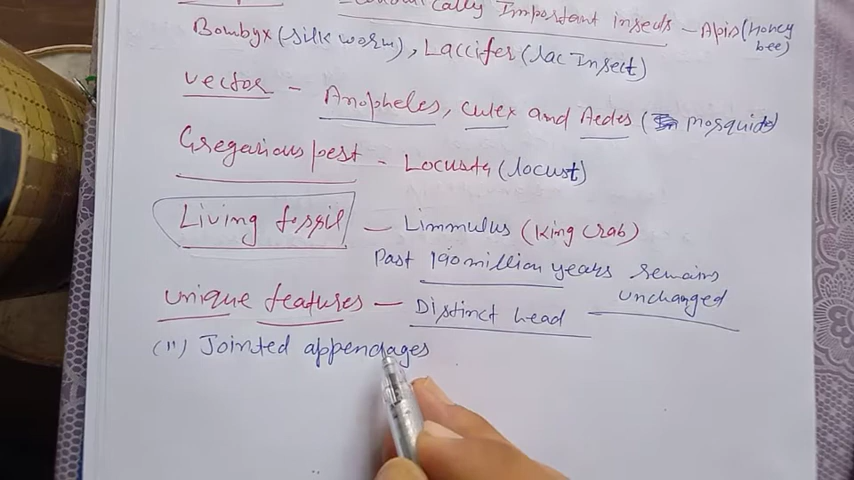 Economically Important insects - Apis (Honey bee)
Bombyx (silk worm), Laccifer (Lac Insect)
vector - Anopheles, culex and Aedes ( Mosquito)
Gregarious pest - Locusta (locust)
Living fossil - Limmulus (King Crab)
Past 190 million years remains unchanged
unique features - Distinct head
(ii) Jointed appendages